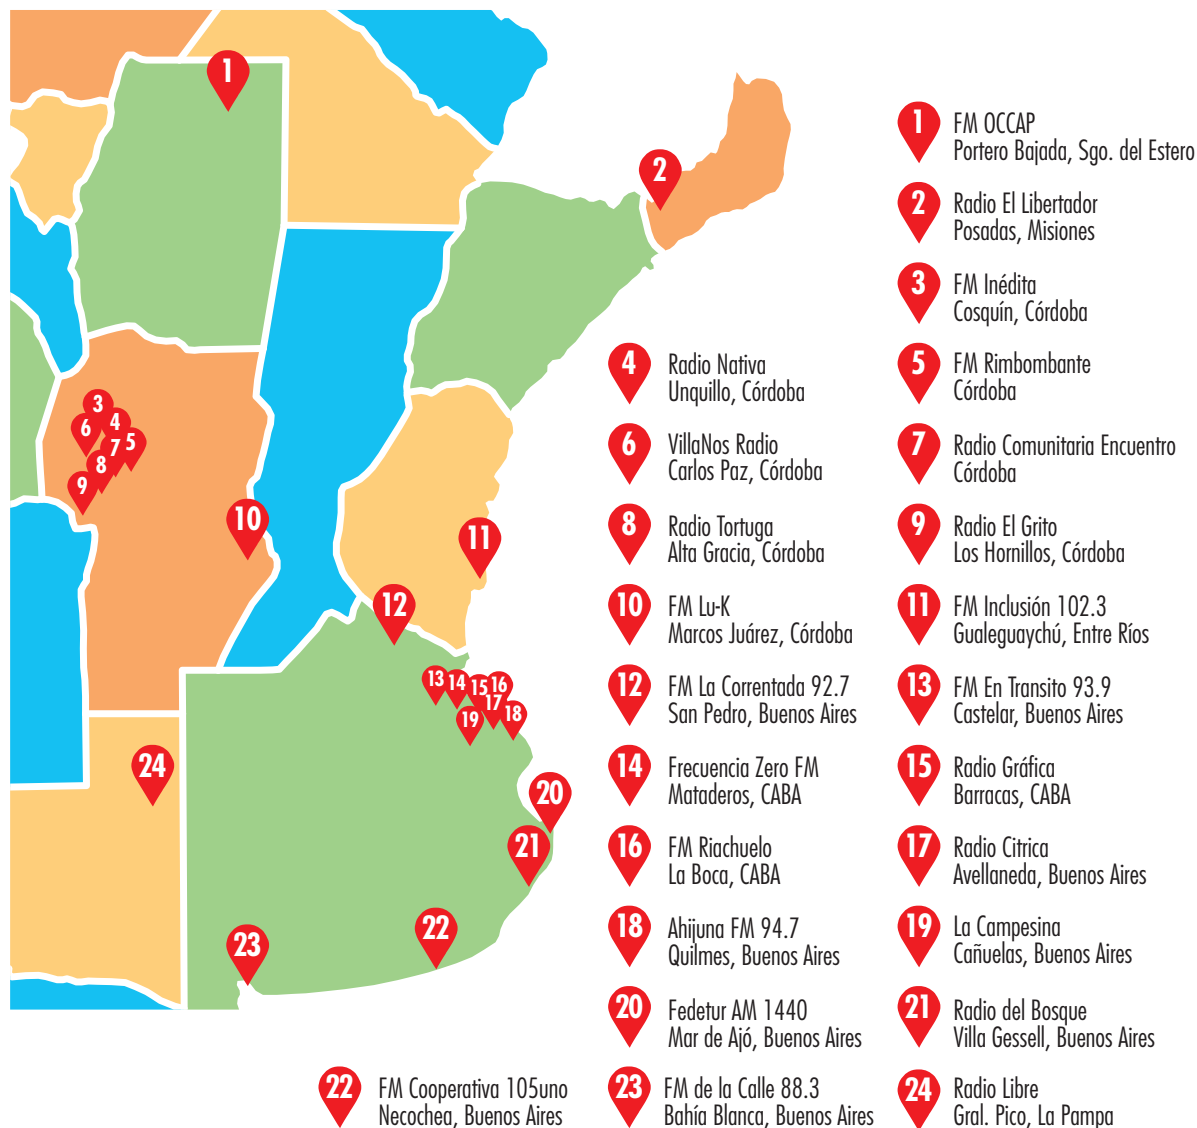 1
2
3
4
5
6
7
8
9
10
11
12
13
14
15
16
17
18
19
20
21
22
23
24
1 FM OCCAP
Portero Bajada, Sgo. del Estero
2 Radio El Libertador
Posadas, Misiones
3 FM Inédita
Cosquín, Córdoba
4 Radio Nativa
Unquillo, Córdoba
5 FM Rimbombante
Córdoba
6 VillaNos Radio
Carlos Paz, Córdoba
7 Radio Comunitaria Encuentro
Córdoba
8 Radio Tortuga
Alta Gracia, Córdoba
9 Radio El Grito
Los Hornillos, Córdoba
10 FM Lu-K
Marcos Juárez, Córdoba
11 FM Inclusión 102.3
Gualeguaychú, Entre Ríos
12 FM La Correntada 92.7
San Pedro, Buenos Aires
13 FM En Transito 93.9
Castelar, Buenos Aires
14 Frecuencia Zero FM
Mataderos, CABA
15 Radio Gráfica
Barracas, CABA
16 FM Riachuelo
La Boca, CABA
17 Radio Citrica
Avellaneda, Buenos Aires
18 Ahijuna FM 94.7
Quilmes, Buenos Aires
19 La Campesina
Cañuelas, Buenos Aires
20 Fedetur AM 1440
Mar de Ajó, Buenos Aires
21 Radio del Bosque
Villa Gessell, Buenos Aires
22 FM Cooperativa 105uno
Necochea, Buenos Aires
23 FM de la Calle 88.3
Bahía Blanca, Buenos Aires
24 Radio Libre
Gral. Pico, La Pampa